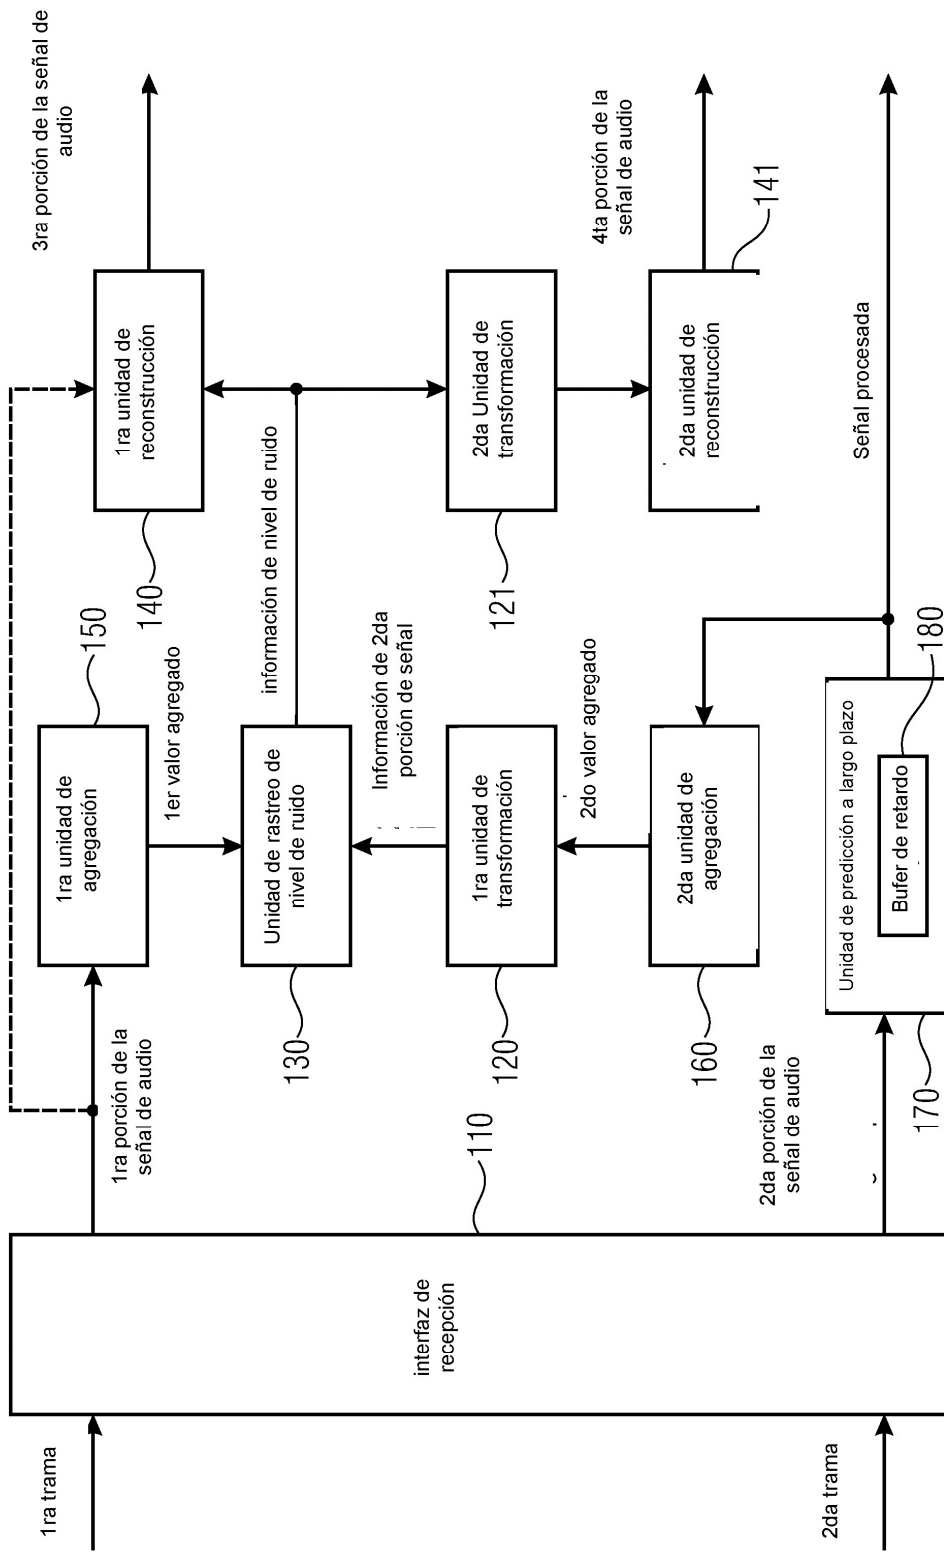 1ra trama
2da trama
interfaz de
recepción
110
1ra porción de la
señal de audio
2da porción de la
señal de audio
1ra unidad de
agregación
150
1er valor agregado
Unidad de rastreo de
nivel de ruido
130
Información de 2da
porción de señal
1ra unidad de
transformación
120
2do valor agregado
2da unidad de
agregación
160
Unidad de predicción a largo plazo
Bufer de retardo
170
180
información de nivel de ruido
1ra unidad de
reconstrucción
140
2da Unidad de
transformación
121
2da unidad de
reconstrucción
141
3ra porción de la señal de
audio
4ta porción de la
señal de audio
Señal procesada